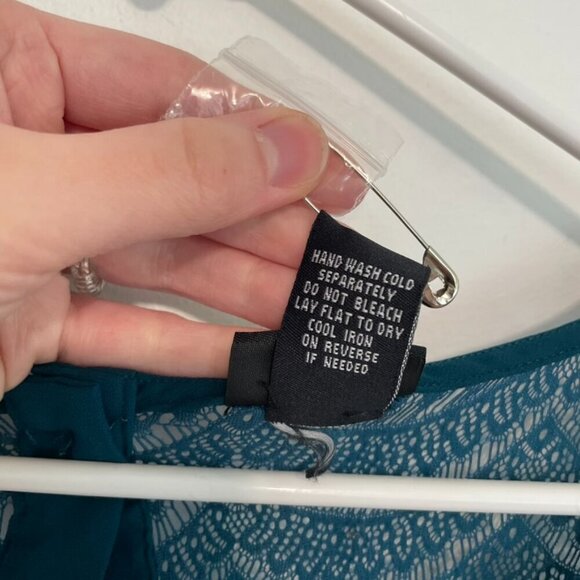 HAND WASH COLD
SEPARATELY
DO NOT BLEACH
LAY FLAT TO DRY
COOL IRON
ON REVERSE
IF NEEDED